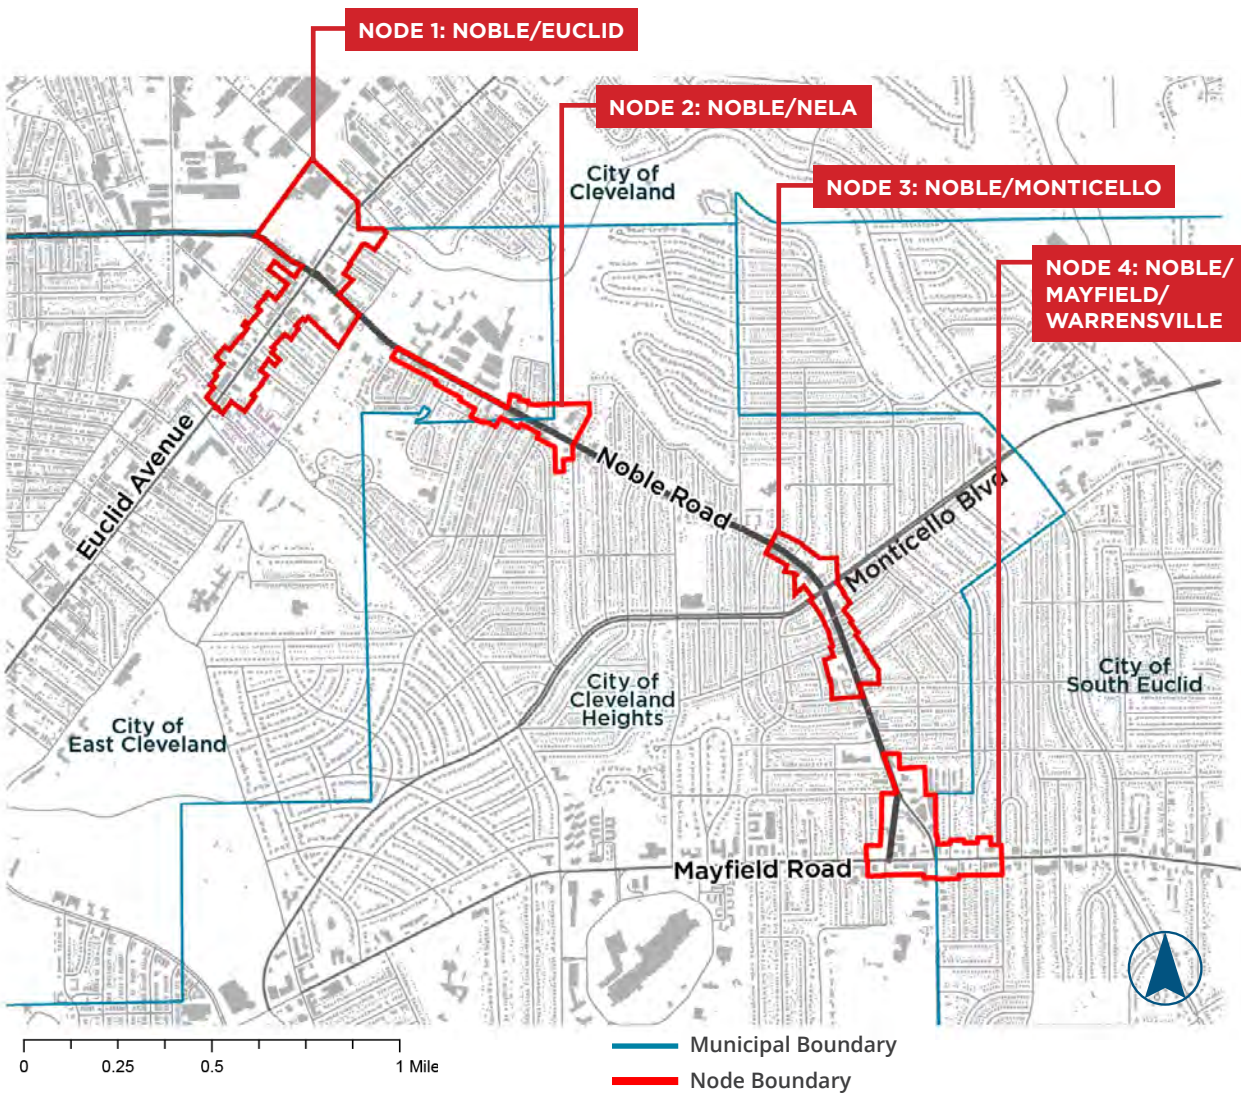 NODE 1: NOBLE/EUCLID
NODE 2: NOBLE/NELA
City of
Cleveland
NODE 3: NOBLE/MONTICELLO
NODE 4: NOBLE/
MAYFIELD/
WARRENSVILLE
Euclid Avenue
Noble Road
Monticello Blvd
City of
South Euclid
City of
Cleveland
Heights
City of
East Cleveland
Mayfield Road
0 0.25 0.5 1 Mile
Municipal Boundary
Node Boundary